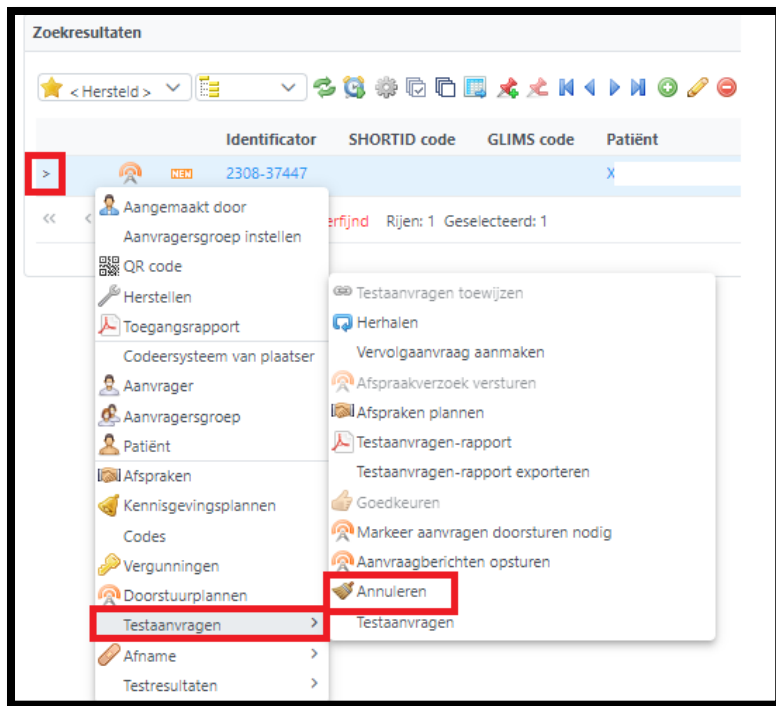 Zoekresultaten
< Hersteld >
Identificator SHORTID code GLIMS code Patiënt
> NEW 2308-37447 X
Aangemaakt door
erfijnd Rijen: 1 Geselecteerd: 1
Aanvragersgroep instellen
QR code
Herstellen
Toegangsrapport
Codeersysteem van plaatser
Aanvrager
Aanvragersgroep
Patiënt
Afspraken
Kennisgevingsplannen
Codes
Vergunningen
Doorstuurplannen
Testaanvragen >
Afname >
Testresultaten >
Testaanvragen toewijzen
Herhalen
Vervolgaanvraag aanmaken
Afspraakverzoek versturen
Afspraken plannen
Testaanvragen-rapport
Testaanvragen-rapport exporteren
Goedkeuren
Markeer aanvragen doorsturen nodig
Aanvraagberichten opsturen
Annuleren
Testaanvragen